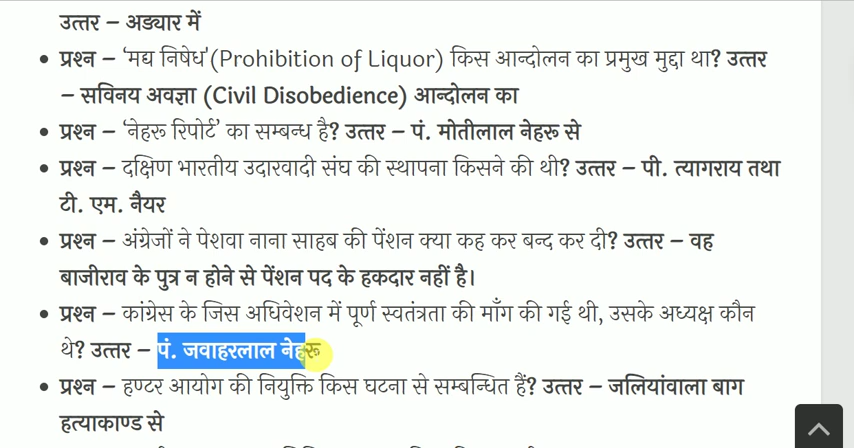 उत्तर – अड्यार में
• प्रश्न – ‘मद्य निषेध'(Prohibition of Liquor) किस आन्दोलन का प्रमुख मुद्दा था? उत्तर
– सविनय अवज्ञा (Civil Disobedience) आन्दोलन का
• प्रश्न – ‘नेहरू रिपोर्ट’ का सम्बन्ध है? उत्तर – पं. मोतीलाल नेहरू से
• प्रश्न – दक्षिण भारतीय उदारवादी संघ की स्थापना किसने की थी? उत्तर – पी. त्यागराय तथा
टी. एम. नैयर
• प्रश्न – अंग्रेजों ने पेशवा नाना साहब की पेंशन क्या कह कर बन्द कर दी? उत्तर – वह
बाजीराव के पुत्र न होने से पेंशन पद के हकदार नहीं है।
• प्रश्न – कांग्रेस के जिस अधिवेशन में पूर्ण स्वतंत्रता की माँग की गई थी, उसके अध्यक्ष कौन
थे? उत्तर – पं. जवाहरलाल नेहरू
• प्रश्न – हण्टर आयोग की नियुक्ति किस घटना से सम्बन्धित हैं? उत्तर – जलियांवाला बाग
हत्याकाण्ड से